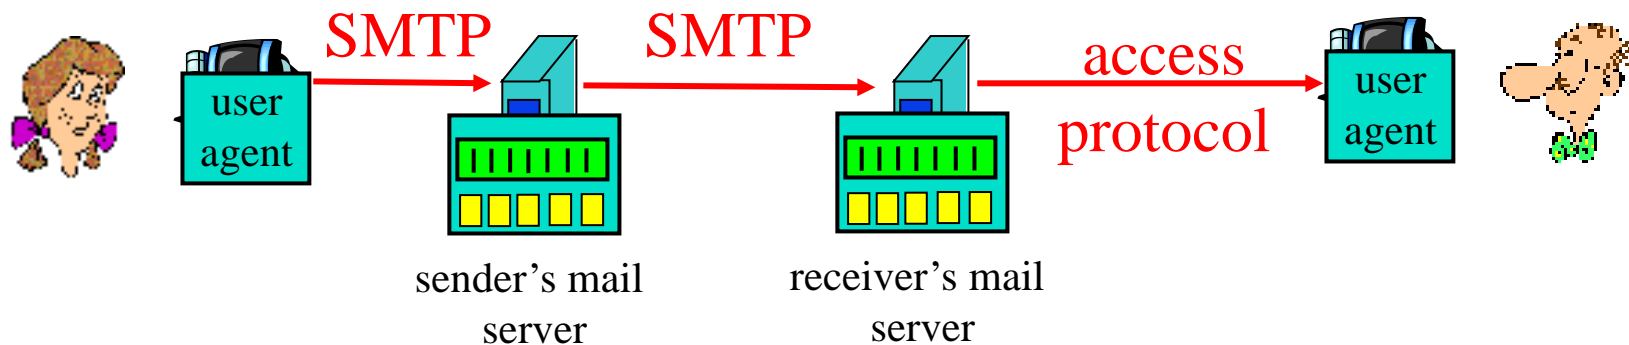 SMTP
SMTP
access
protocol
user
agent
user
agent
sender’s mail
server
receiver’s mail
server